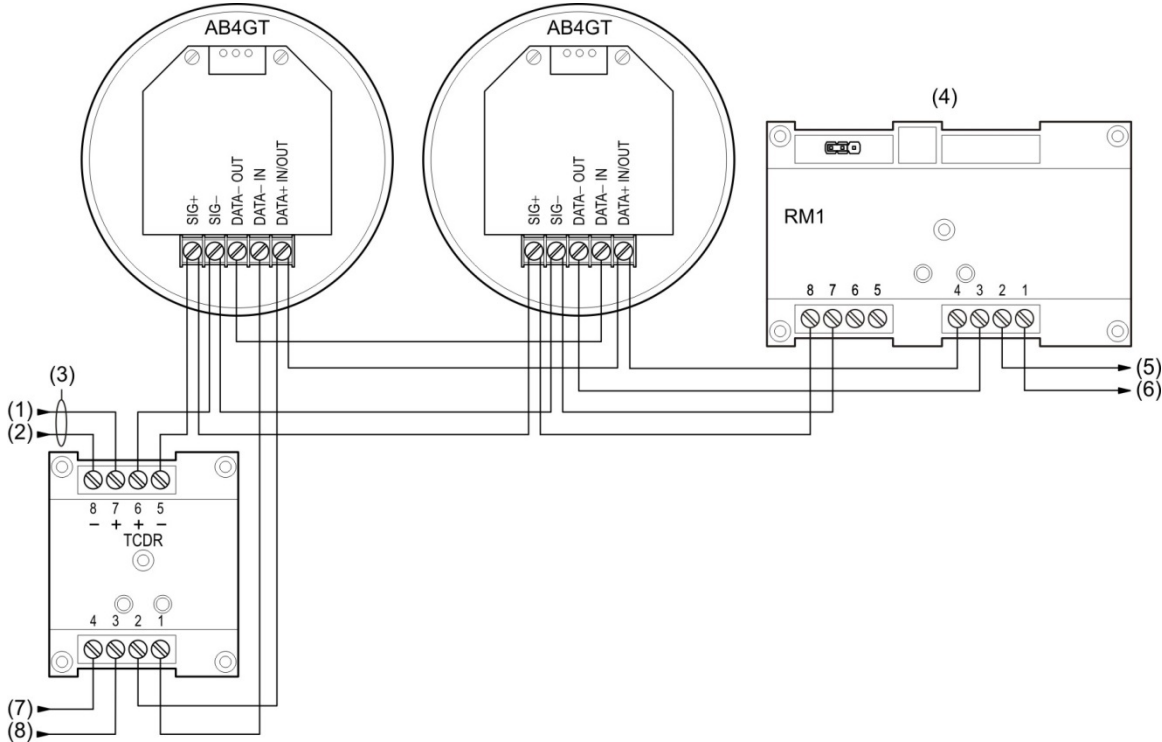 AB4GT
AB4GT
(4)
SIG+
SIG−
DATA− OUT
DATA− IN
DATA+ IN/OUT
SIG+
SIG−
DATA− OUT
DATA− IN
DATA+ IN/OUT
RM1
8 7 6 5 4 3 2 1
(3)
(5)
(6)
(1)
(2)
8 7 6 5
− + + −
TCDR
4 3 2 1
(7)
(8)